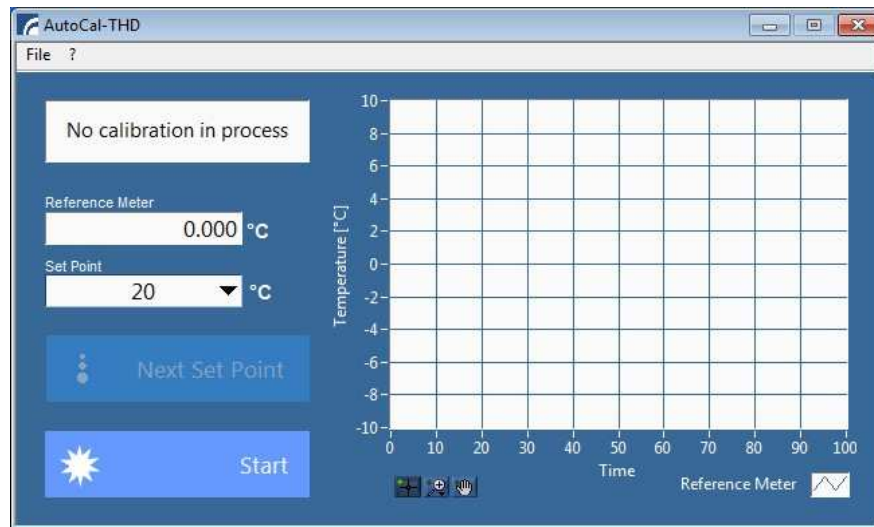 AutoCal-THD
File ?
No calibration in process
Reference Meter
0.000 °C
Set Point
20 °C
Next Set Point
Start
Temperature [°C]
10
8
6
4
2
0
-2
-4
-6
-8
-10
0 10 20 30 40 50 60 70 80 90 100
Time
Reference Meter